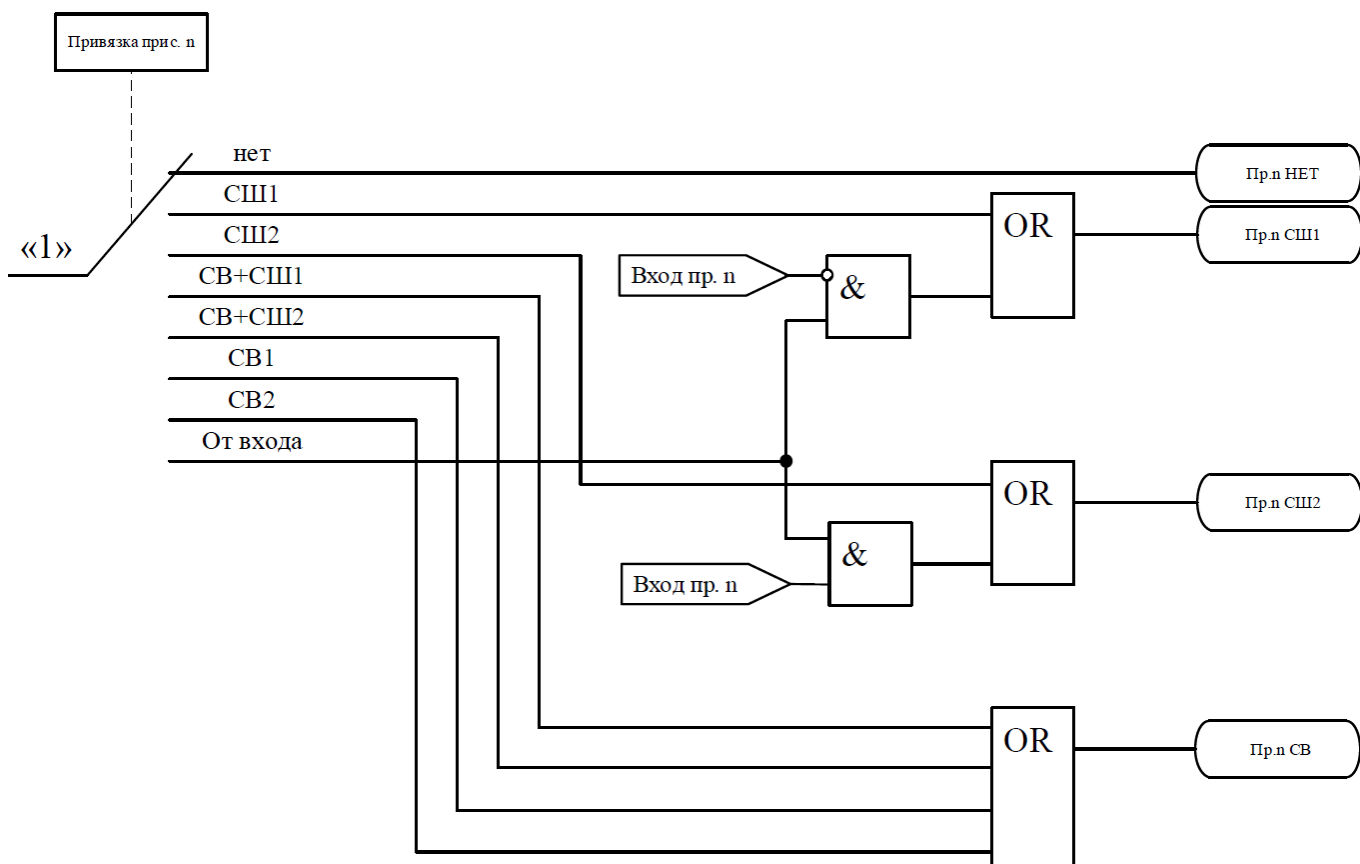 Привязка прис. n
нет
Пр.n НЕТ
СШ1
OR
Пр.n СШ1
СШ2
«1»
СВ+СШ1
Вход пр. n
&
СВ+СШ2
СВ1
СВ2
От входа
OR
Пр.n СШ2
&
Вход пр. n
OR
Пр.n СВ